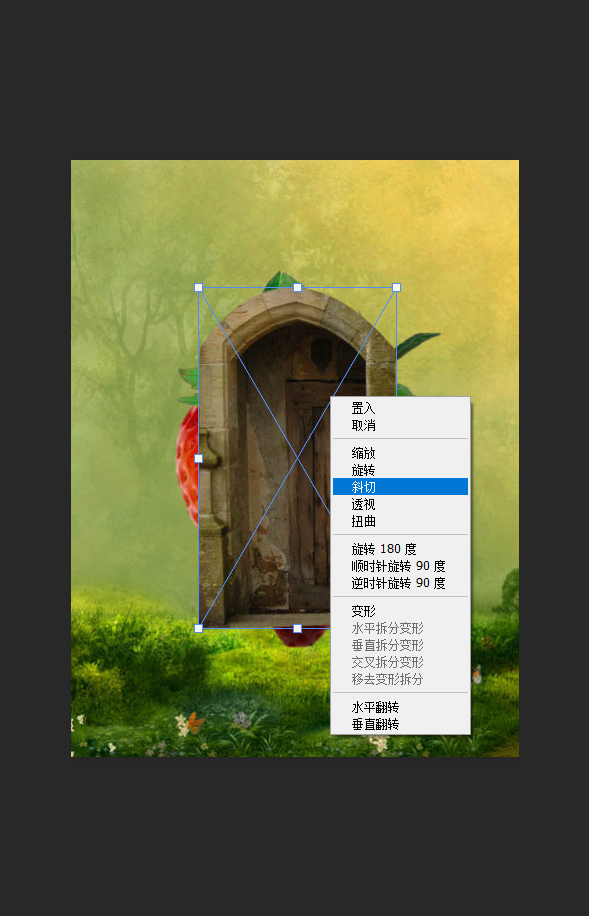 置入
取消
缩放
旋转
斜切
透视
扭曲
旋转 180 度
顺时针旋转 90 度
逆时针旋转 90 度
变形
水平拆分变形
垂直拆分变形
交叉拆分变形
移去变形拆分
水平翻转
垂直翻转